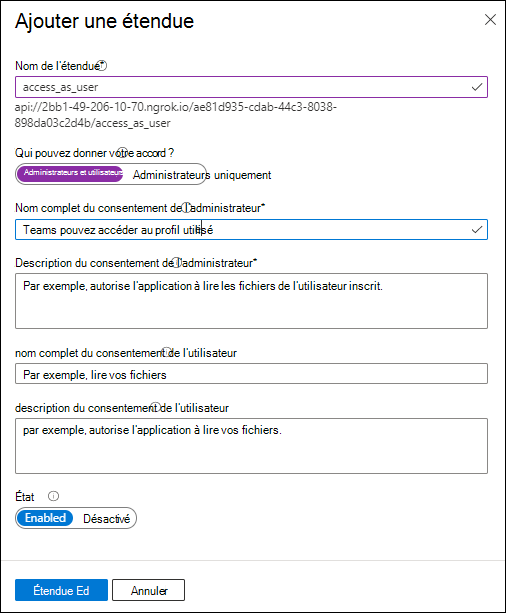 Ajouter une étendue
Nom de l'étendue*
access_as_user
api://2bb1-49-206-10-70.ngrok.io/ae81d935-cdab-44c3-8038-
898da03c2d4b/access_as_user
Qui pouvez donner votre accord ?
Administrateurs et utilisateurs Administrateurs uniquement
Nom complet du consentement de l'administrateur*
Teams pouvez accéder au profil utilisé
Description du consentement de l'administrateur*
Par exemple, autorise l'application à lire les fichiers de l'utilisateur inscrit.
nom complet du consentement de l'utilisateur
Par exemple, lire vos fichiers
description du consentement de l'utilisateur
par exemple, autorise l'application à lire vos fichiers.
État
Enabled Désactivé
Étendue Ed Annuler